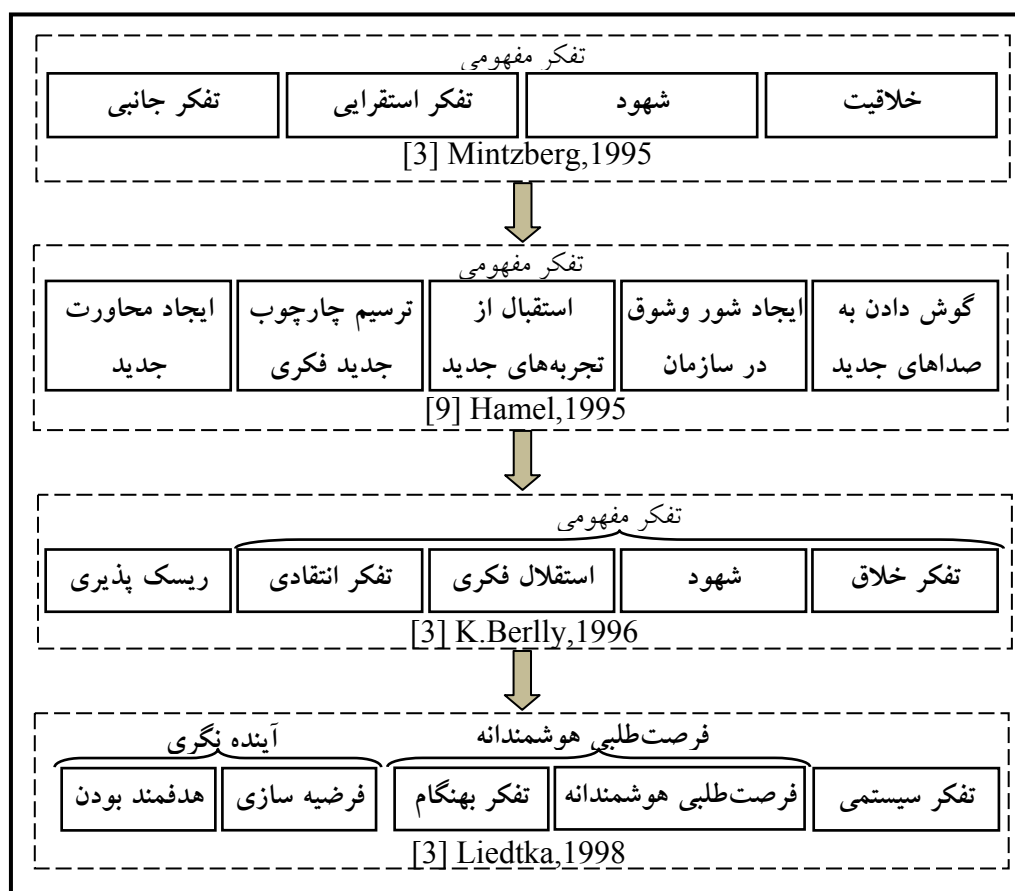 تفکر مفهومی
خلاقیت
شهود
تفکر استقرایی
تفکر جانبی
[3] Mintzberg,1995
تفکر مفهومی
گوش دادن به
صداهای جدید
ایجاد شور وشوق
در سازمان
استقبال از
تجربه‌های جدید
ترسیم چارچوب
جدید فکری
ایجاد محاورت
جدید
[9] Hamel,1995
تفکر مفهومی
تفکر خلاق
شهود
استقلال فکری
تفکر انتقادی
ریسک پذیری
[3] K.Berlly,1996
فرصت‌طلبی هوشمندانه
آینده نگری
تفکر سیستمی
فرصت‌طلبی هوشمندانه
تفکر بهنگام
فرضیه سازی
هدفمند بودن
[3] Liedtka,1998